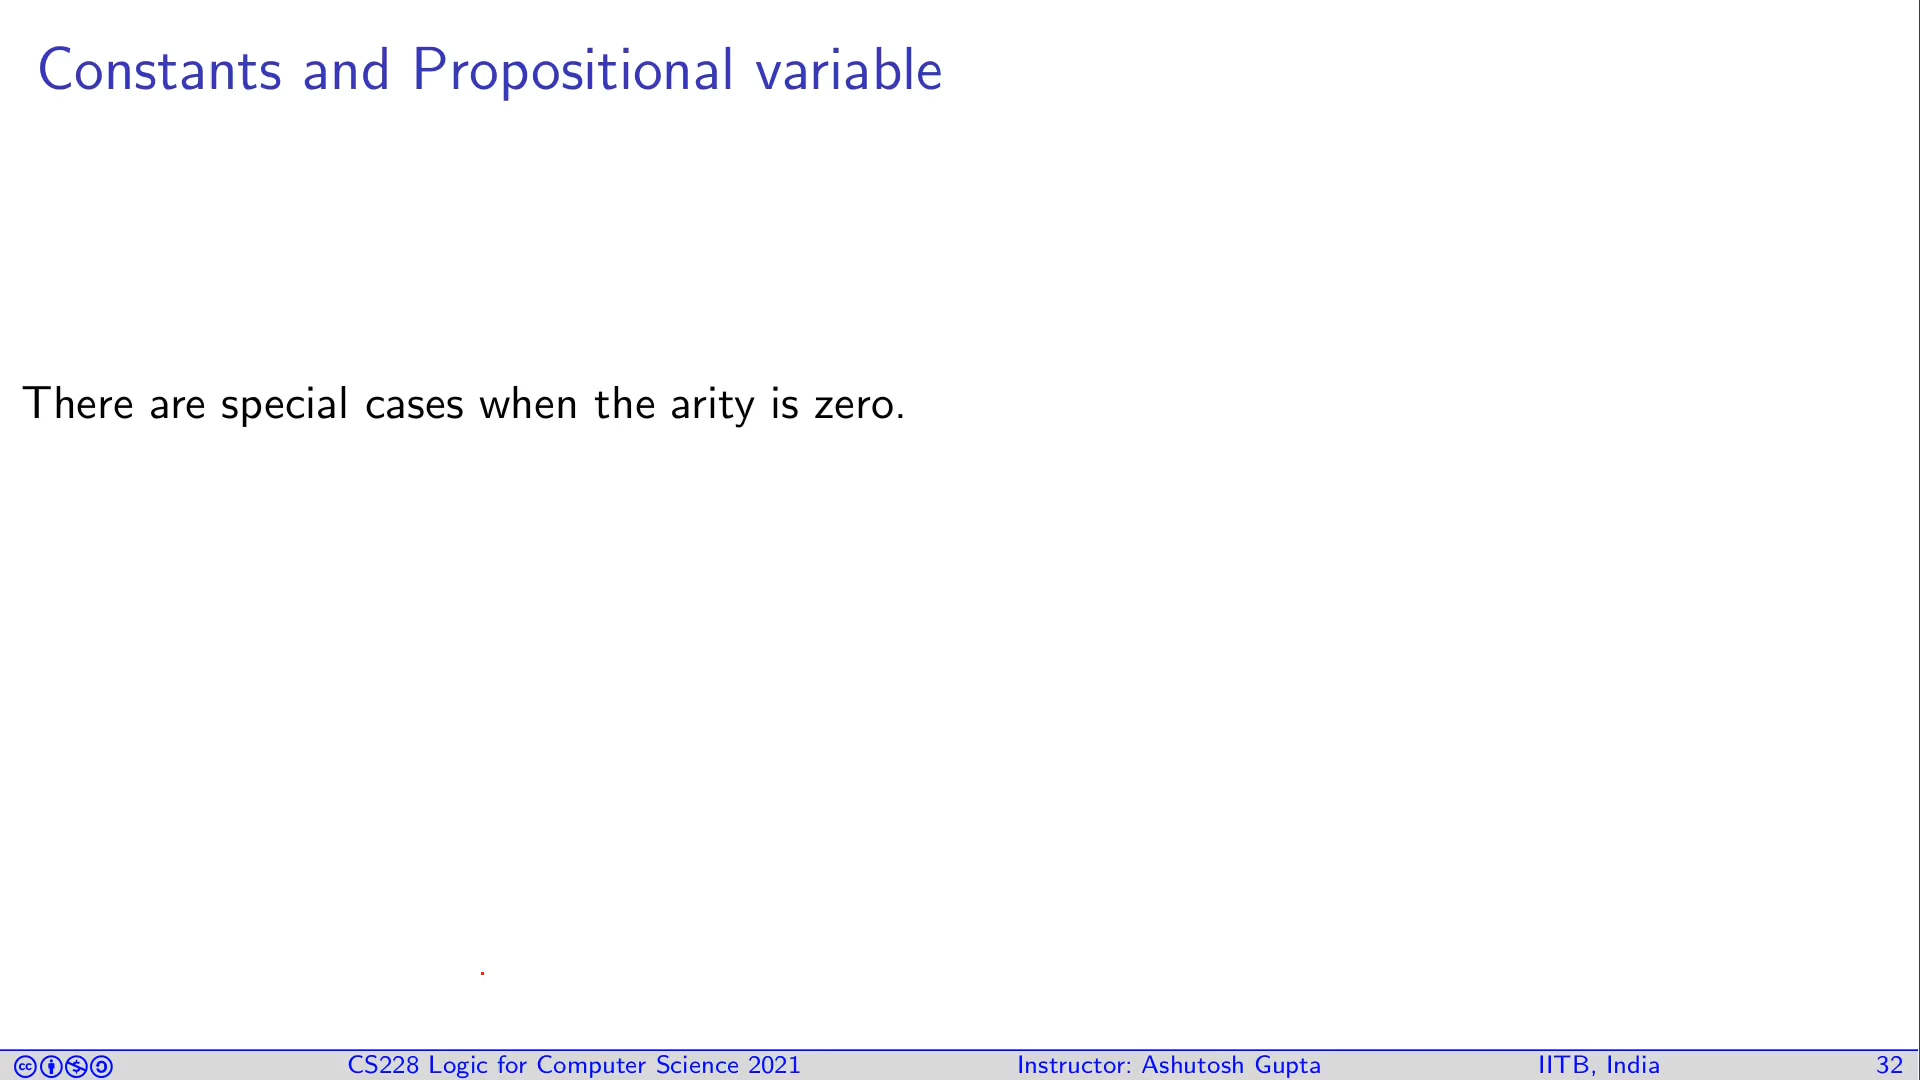 Constants and Propositional variable
There are special cases when the arity is zero.
CS228 Logic for Computer Science 2021 Instructor: Ashutosh Gupta IITB, India 32